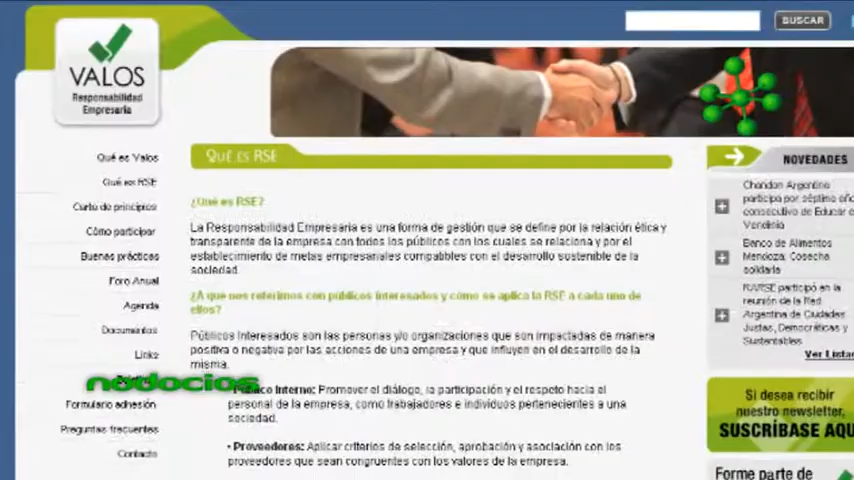 BUSCAR
VALOS
Responsabilidad
Empresaria
Qué es Valos
Qué es RSE
Carta de principios
Cómo participar
Buenas prácticas
Foro Anual
Agenda
Documentos
Links
nodocios
Formulario adhesión
Preguntas frecuentes
Contacto
Qué es RSE
¿Qué es RSE?
La Responsabilidad Empresaria es una forma de gestión que se define por la relación ética y
transparente de la empresa con todos los públicos con los cuales se relaciona y por el
establecimiento de metas empresariales compatibles con el desarrollo sostenible de la
sociedad.
¿A qué nos referimos con públicos interesados y cómo se aplica la RSE a cada uno de
ellos?
Públicos Interesados son las personas y/o organizaciones que son impactadas de manera
positiva o negativa por las acciones de una empresa y que influyen en el desarrollo de la
misma.
Público Interno: Promover el diáloge, la participación y el respeto hacia el
personal de la empresa, como trabajadores e individuos pertenecientes a una
sociedad.
• Proveedores: Aplicar criterios de selección, aprobación y asociación con los
proveedores que sean congruentes con los valores de la empresa.
NOVEDADES
Chandon Argentina
participa por séptimo año
consecutivo de Educar e
Vendimia
Banco de Alimentos
Mendoza: Cosecha
solidaria
RARSE participó en la
reunión de la Red
Argentina de Ciudades
Justas, Democráticas y
Sustentables
Ver Listad
Si desea recibir
nuestro newsletter,
SUSCRÍBASE AQU
Forme parte de